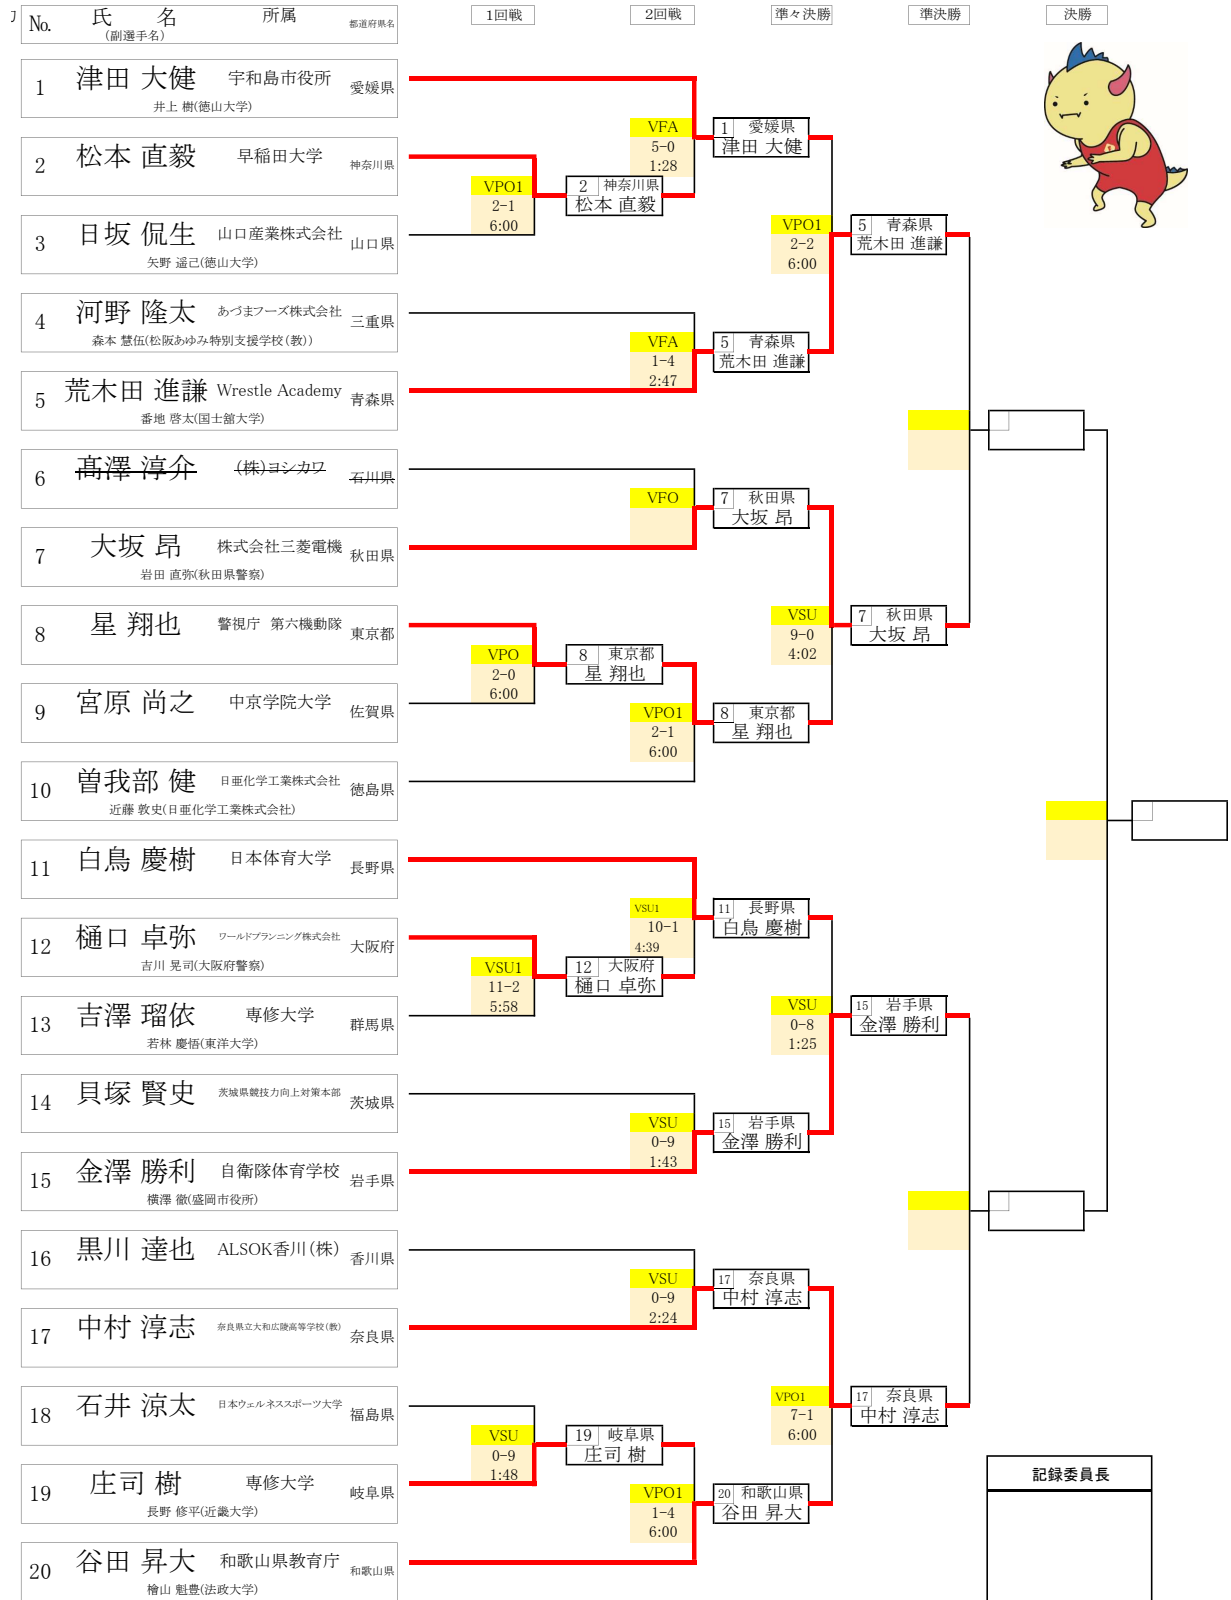 No. 氏 名 所属 都道府県名 1回戦 2回戦 準々決勝 準決勝 決勝
(副選手名)
1 津田 大健 宇和島市役所 愛媛県
井上 樹(徳山大学)
2 松本 直毅 早稲田大学 神奈川県
3 日坂 侃生 山口産業株式会社 山口県
矢野 遥己(徳山大学)
4 河野 隆太 あづまフーズ株式会社 三重県
森本 慧伍(松阪あゆみ特別支援学校(教))
5 荒木田 進謙 Wrestle Academy 青森県
番地 啓太(国士舘大学)
6 髙澤 淳介 (株)ヨシカワ 石川県
7 大坂 昂 株式会社三菱電機 秋田県
岩田 直弥(秋田県警察)
8 星 翔也 警視庁 第六機動隊 東京都
9 宮原 尚之 中京学院大学 佐賀県
10 曽我部 健 日亜化学工業株式会社 徳島県
近藤 敦史(日亜化学工業株式会社)
11 白鳥 慶樹 日本体育大学 長野県
12 樋口 卓弥 ワールドプランニング株式会社 大阪府
吉川 晃司(大阪府警察)
13 吉澤 瑠依 専修大学 群馬県
若林 慶悟(東洋大学)
14 貝塚 賢史 茨城県競技力向上対策本部 茨城県
15 金澤 勝利 自衛隊体育学校 岩手県
横澤 徹(盛岡市役所)
16 黒川 達也 ALSOK香川(株) 香川県
17 中村 淳志 奈良県立大和広陵高等学校(教) 奈良県
18 石井 涼太 日本ウェルネススポーツ大学 福島県
19 庄司 樹 専修大学 岐阜県
長野 修平(近畿大学)
20 谷田 昇大 和歌山県教育庁 和歌山県
檜山 魁豊(法政大学)
VPO1
2-1
6:00
VPO
2-0
6:00
VSU1
11-2
5:58
VSU
0-9
1:48
2 神奈川県
松本 直毅
8 東京都
星 翔也
12 大阪府
樋口 卓弥
19 岐阜県
庄司 樹
VFA
5-0
1:28
VFA
1-4
2:47
VFO
VPO1
2-1
6:00
VSU1
10-1
4:39
VSU
0-9
1:43
VSU
0-9
2:24
VPO1
1-4
6:00
1 愛媛県
津田 大健
5 青森県
荒木田 進謙
7 秋田県
大坂 昂
8 東京都
星 翔也
11 長野県
白鳥 慶樹
15 岩手県
金澤 勝利
17 奈良県
中村 淳志
20 和歌山県
谷田 昇大
VPO1
2-2
6:00
VSU
9-0
4:02
VSU
0-8
1:25
VPO1
7-1
6:00
5 青森県
荒木田 進謙
7 秋田県
大坂 昂
15 岩手県
金澤 勝利
17 奈良県
中村 淳志
記録委員長